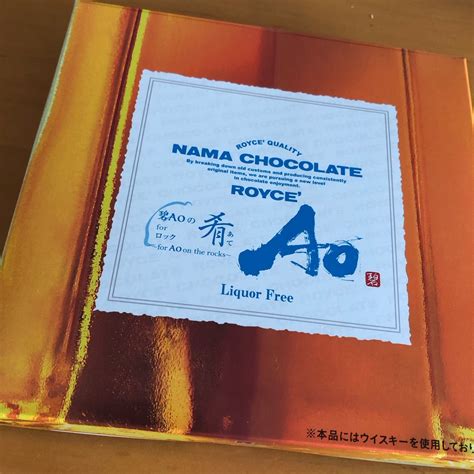 ROYCE' QUALITY
NAMA CHOCOLATE
By breaking down old customs and producing consistently
original items, we are pursuing a new level
in chocolate enjoyment.
ROYCE'
碧AOの
for
ロック
肴
あて
~for AO on the rocks~
Ao
碧
Liquor Free
※本品にはウイスキーを使用してお